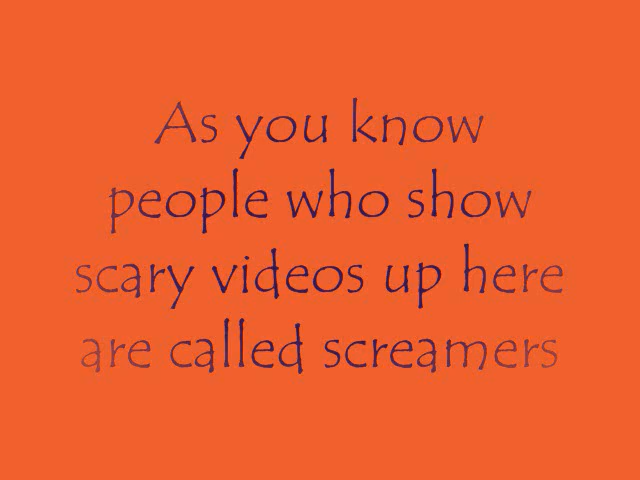 As you know
people who show
scary videos up here
are called screamers